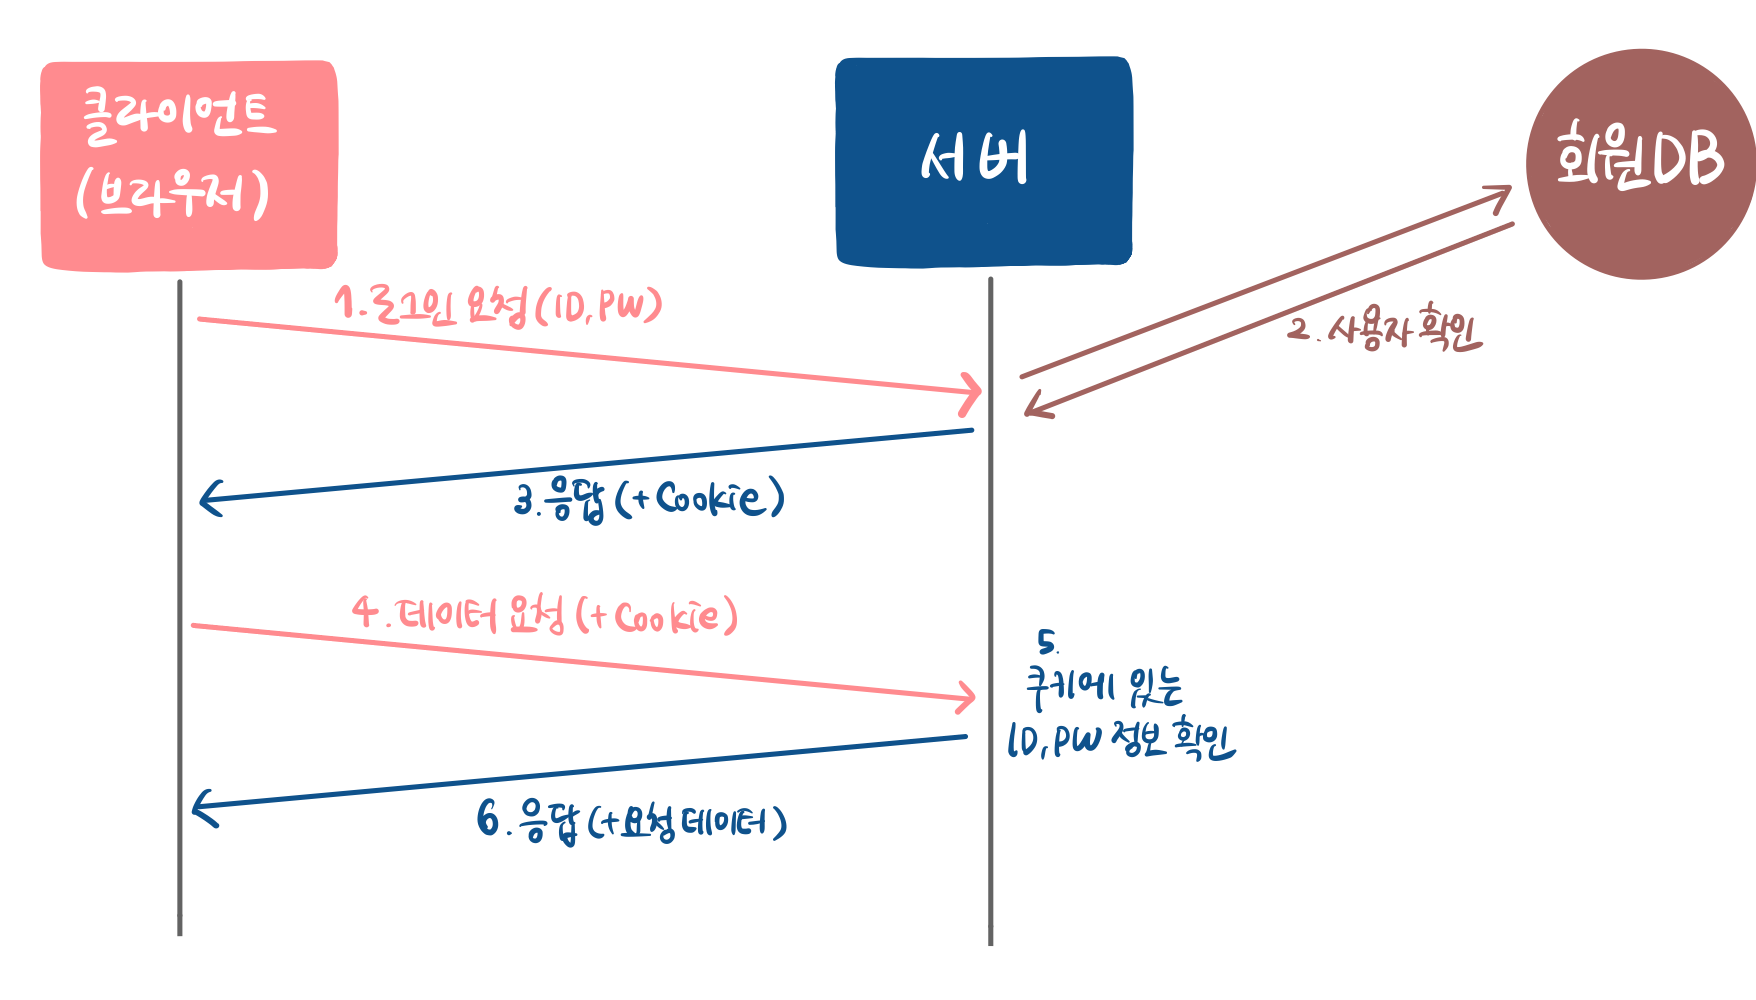 클라이언트
(브라우저)
서버
회원DB
1.로그인 요청(ID, PW)
2. 사용자 확인
3.응답(+Cookie)
4.데이터 요청(+Cookie)
5.
쿠키에 있는
ID, PW 정보 확인
6.응답(+요청 데이터)